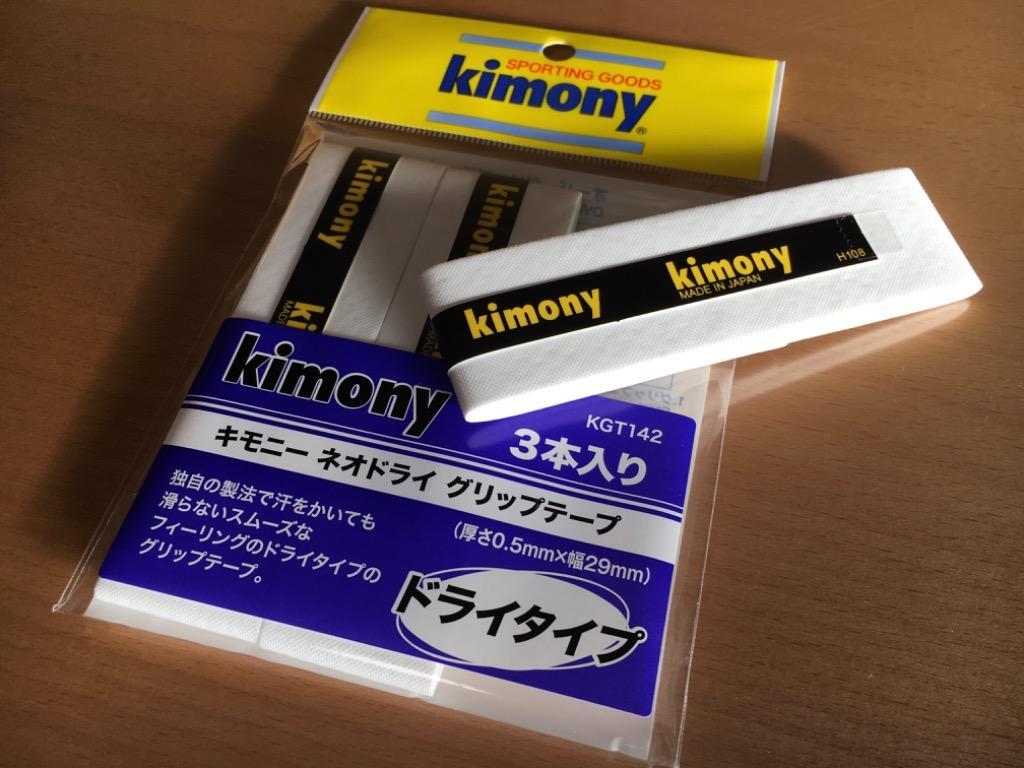 SPORTING GOODS
kimony®
kimony
kimony
kimony
MADE IN JAPAN
H108
kimony
KGT142
3本入り
キモニー ネオドライ グリップテープ
(厚さ0.5mm×幅29mm)
独自の製法で汗をかいても
滑らないスムーズな
フィーリングのドライタイプの
グリップテープ。
ドライタイプ